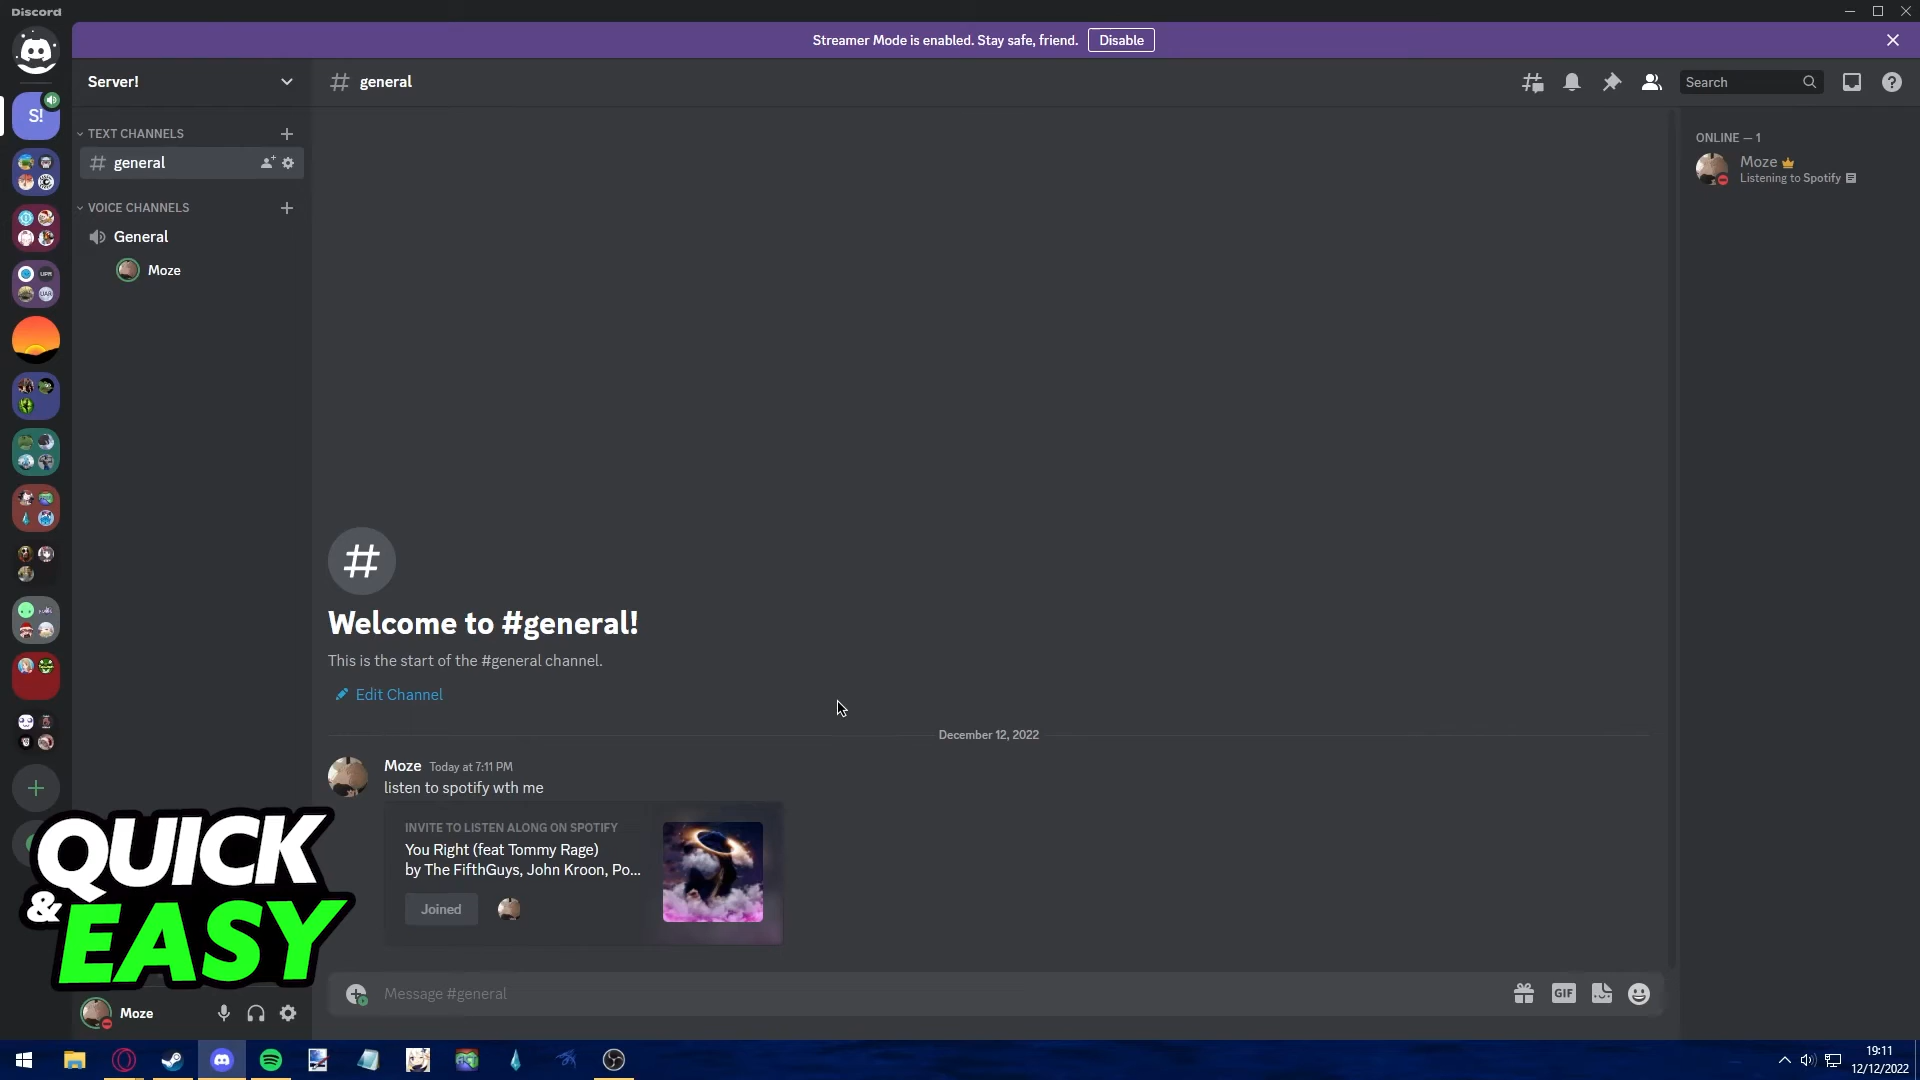 Discord
Streamer Mode is enabled. Stay safe, friend.
Disable
Server!
general
Search
S!
TEXT CHANNELS
general
VOICE CHANNELS
General
Moze
ONLINE — 1
Moze
Listening to Spotify
Welcome to #general!
This is the start of the #general channel.
Edit Channel
December 12, 2022
Moze Today at 7:11 PM
listen to spotify wth me
INVITE TO LISTEN ALONG ON SPOTIFY
You Right (feat Tommy Rage)
by The FifthGuys, John Kroon, Po...
Joined
QUICK
& EASY
Message #general
GIF
Moze
19:11
12/12/2022